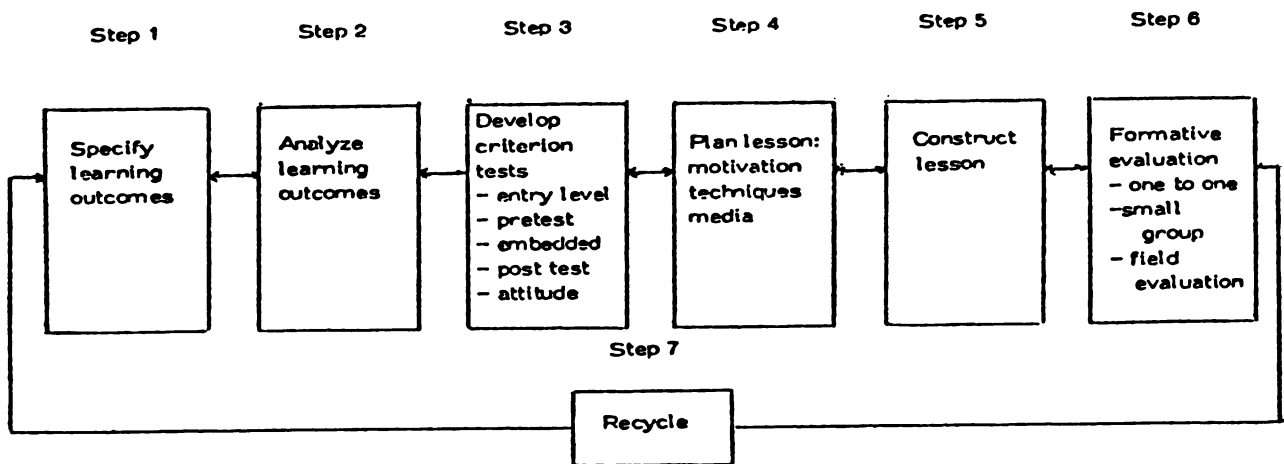 Step 1
Step 2
Step 3
Step 4
Step 5
Step 6
Specify
learning
outcomes
Analyze
learning
outcomes
Develop
criterion
tests
- entry level
- pretest
- embedded
- post test
- attitude
Plan lesson:
motivation
techniques
media
Construct
lesson
Formative
evaluation
- one to one
-small
group
- field
evaluation
Step 7
Recycle